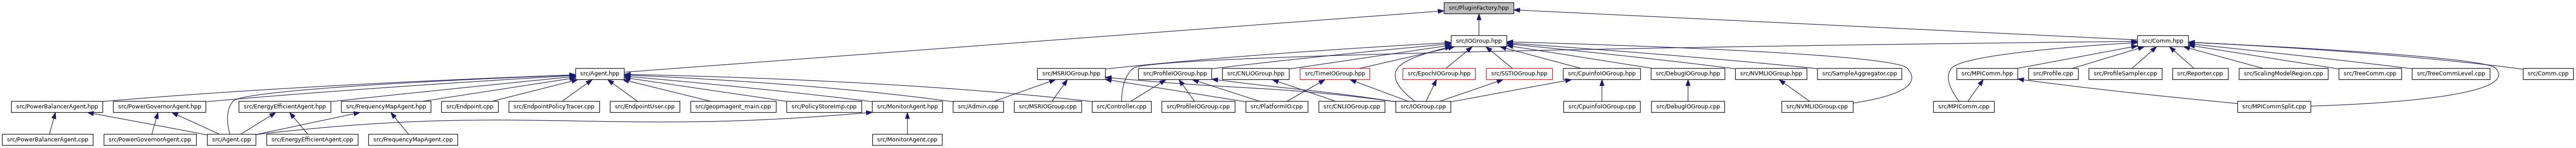 src/PluginFactory.hpp
src/IOGroup.hpp
src/Comm.hpp
src/Agent.hpp
src/MSRIOGroup.hpp
src/ProfileIOGroup.hpp
src/CNLIOGroup.hpp
src/TimeIOGroup.hpp
src/EpochIOGroup.hpp
src/SSTIOGroup.hpp
src/CpuinfoIOGroup.hpp
src/DebugIOGroup.hpp
src/NVMLIOGroup.hpp
src/SampleAggregator.cpp
src/MPIComm.hpp
src/Profile.cpp
src/ProfileSampler.cpp
src/Reporter.cpp
src/ScalingModelRegion.cpp
src/TreeComm.cpp
src/TreeCommLevel.cpp
src/Comm.cpp
src/PowerBalancerAgent.hpp
src/PowerGovernorAgent.hpp
src/EnergyEfficientAgent.hpp
src/FrequencyMapAgent.hpp
src/Endpoint.cpp
src/EndpointPolicyTracer.cpp
src/EndpointUser.cpp
src/geopmagent_main.cpp
src/PolicyStoreImp.cpp
src/MonitorAgent.hpp
src/Admin.cpp
src/MSRIOGroup.cpp
src/Controller.cpp
src/ProfileIOGroup.cpp
src/PlatformIO.cpp
src/CNLIOGroup.cpp
src/IOGroup.cpp
src/CpuinfoIOGroup.cpp
src/DebugIOGroup.cpp
src/NVMLIOGroup.cpp
src/MPIComm.cpp
src/MPICommSplit.cpp
src/PowerBalancerAgent.cpp
src/PowerGovernorAgent.cpp
src/Agent.cpp
src/EnergyEfficientAgent.cpp
src/FrequencyMapAgent.cpp
src/MonitorAgent.cpp